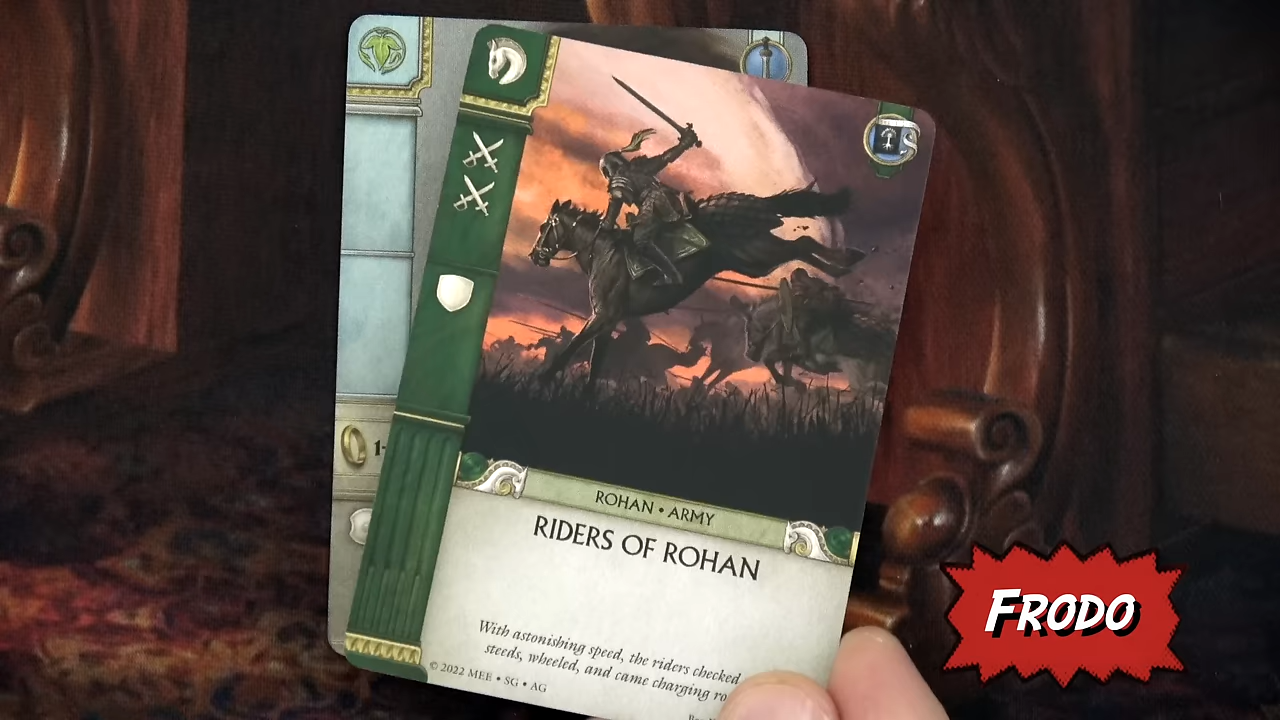 1-
ROHAN • ARMY
RIDERS OF ROHAN
With astonishing speed, the riders checked
steeds, wheeled, and came charging
© 2022 MEE • SG • AG
FRODO